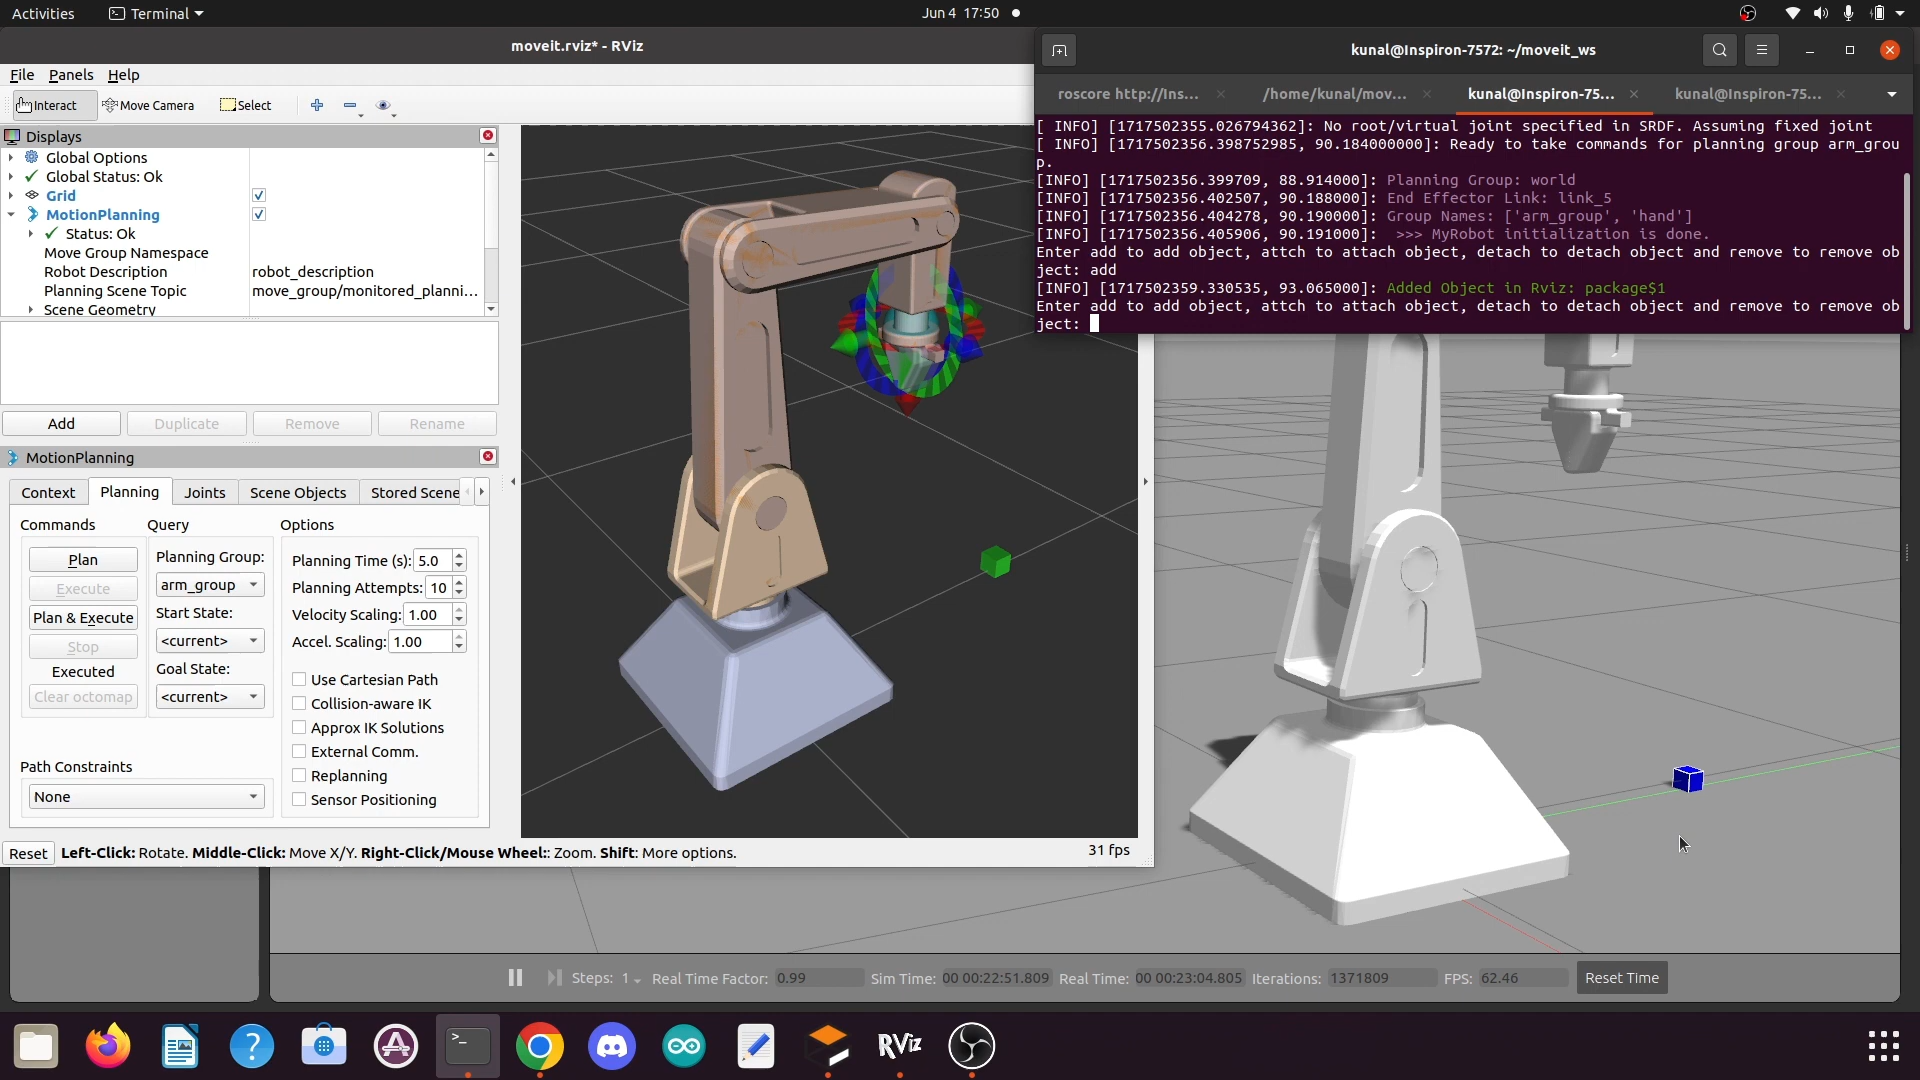 Activities
Terminal
Jun 4 17:50
moveit.rviz* - RViz
File Panels Help
Interact
Move Camera
Select
Displays
Global Options
Global Status: Ok
Grid
MotionPlanning
Status: Ok
Move Group Namespace
Robot Description
robot_description
Planning Scene Topic
move_group/monitored_planni...
Scene Geometry
Add
Duplicate
Remove
Rename
MotionPlanning
Context
Planning
Joints
Scene Objects
Stored Scene
Commands
Query
Options
Plan
Execute
Plan & Execute
Stop
Executed
Clear octomap
Planning Group:
arm_group
Start State:
<current>
Goal State:
<current>
Planning Time (s): 5.0
Planning Attempts: 10
Velocity Scaling: 1.00
Accel. Scaling: 1.00
Use Cartesian Path
Collision-aware IK
Approx IK Solutions
External Comm.
Replanning
Sensor Positioning
Path Constraints
None
Reset
Left-Click: Rotate. Middle-Click: Move X/Y. Right-Click/Mouse Wheel:: Zoom. Shift: More options.
31 fps
kunal@Inspiron-7572: ~/moveit_ws
roscore http://Ins...
/home/kunal/mov...
kunal@Inspiron-75...
kunal@Inspiron-75...
[ INFO] [1717502355.026794362]: No root/virtual joint specified in SRDF. Assuming fixed joint
[ INFO] [1717502356.398752985, 90.184000000]: Ready to take commands for planning group arm_grou
p.
[INFO] [1717502356.399709, 88.914000]: Planning Group: world
[INFO] [1717502356.402507, 90.188000]: End Effector Link: link_5
[INFO] [1717502356.404278, 90.190000]: Group Names: ['arm_group', 'hand']
[INFO] [1717502356.405906, 90.191000]:  >>> MyRobot initialization is done.
Enter add to add object, attch to attach object, detach to detach object and remove to remove ob
ject: add
[INFO] [1717502359.330535, 93.065000]: Added Object in Rviz: package$1
Enter add to add object, attch to attach object, detach to detach object and remove to remove ob
ject:
Steps: 1
Real Time Factor: 0.99
Sim Time: 00 00:22:51.809
Real Time: 00 00:23:04.805
Iterations: 1371809
FPS: 62.46
Reset Time
RViz